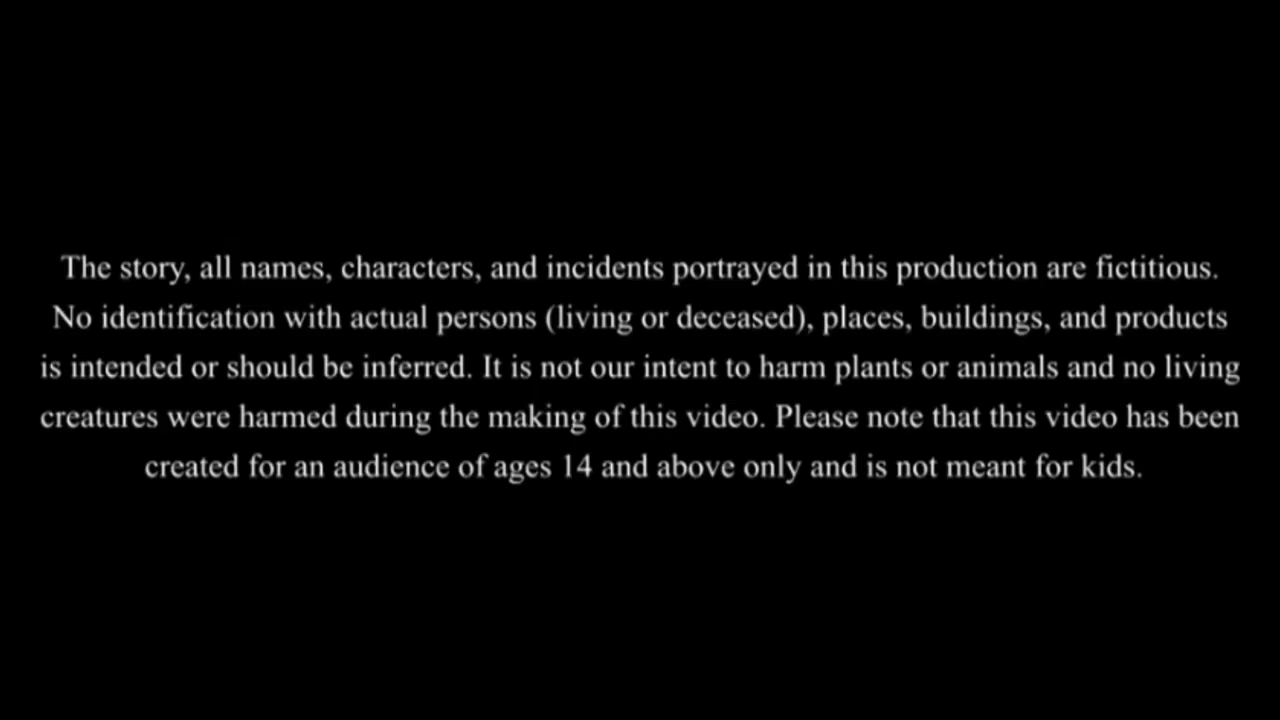 The story, all names, characters, and incidents portrayed in this production are fictitious.
No identification with actual persons (living or deceased), places, buildings, and products
is intended or should be inferred. It is not our intent to harm plants or animals and no living
creatures were harmed during the making of this video. Please note that this video has been
created for an audience of ages 14 and above only and is not meant for kids.